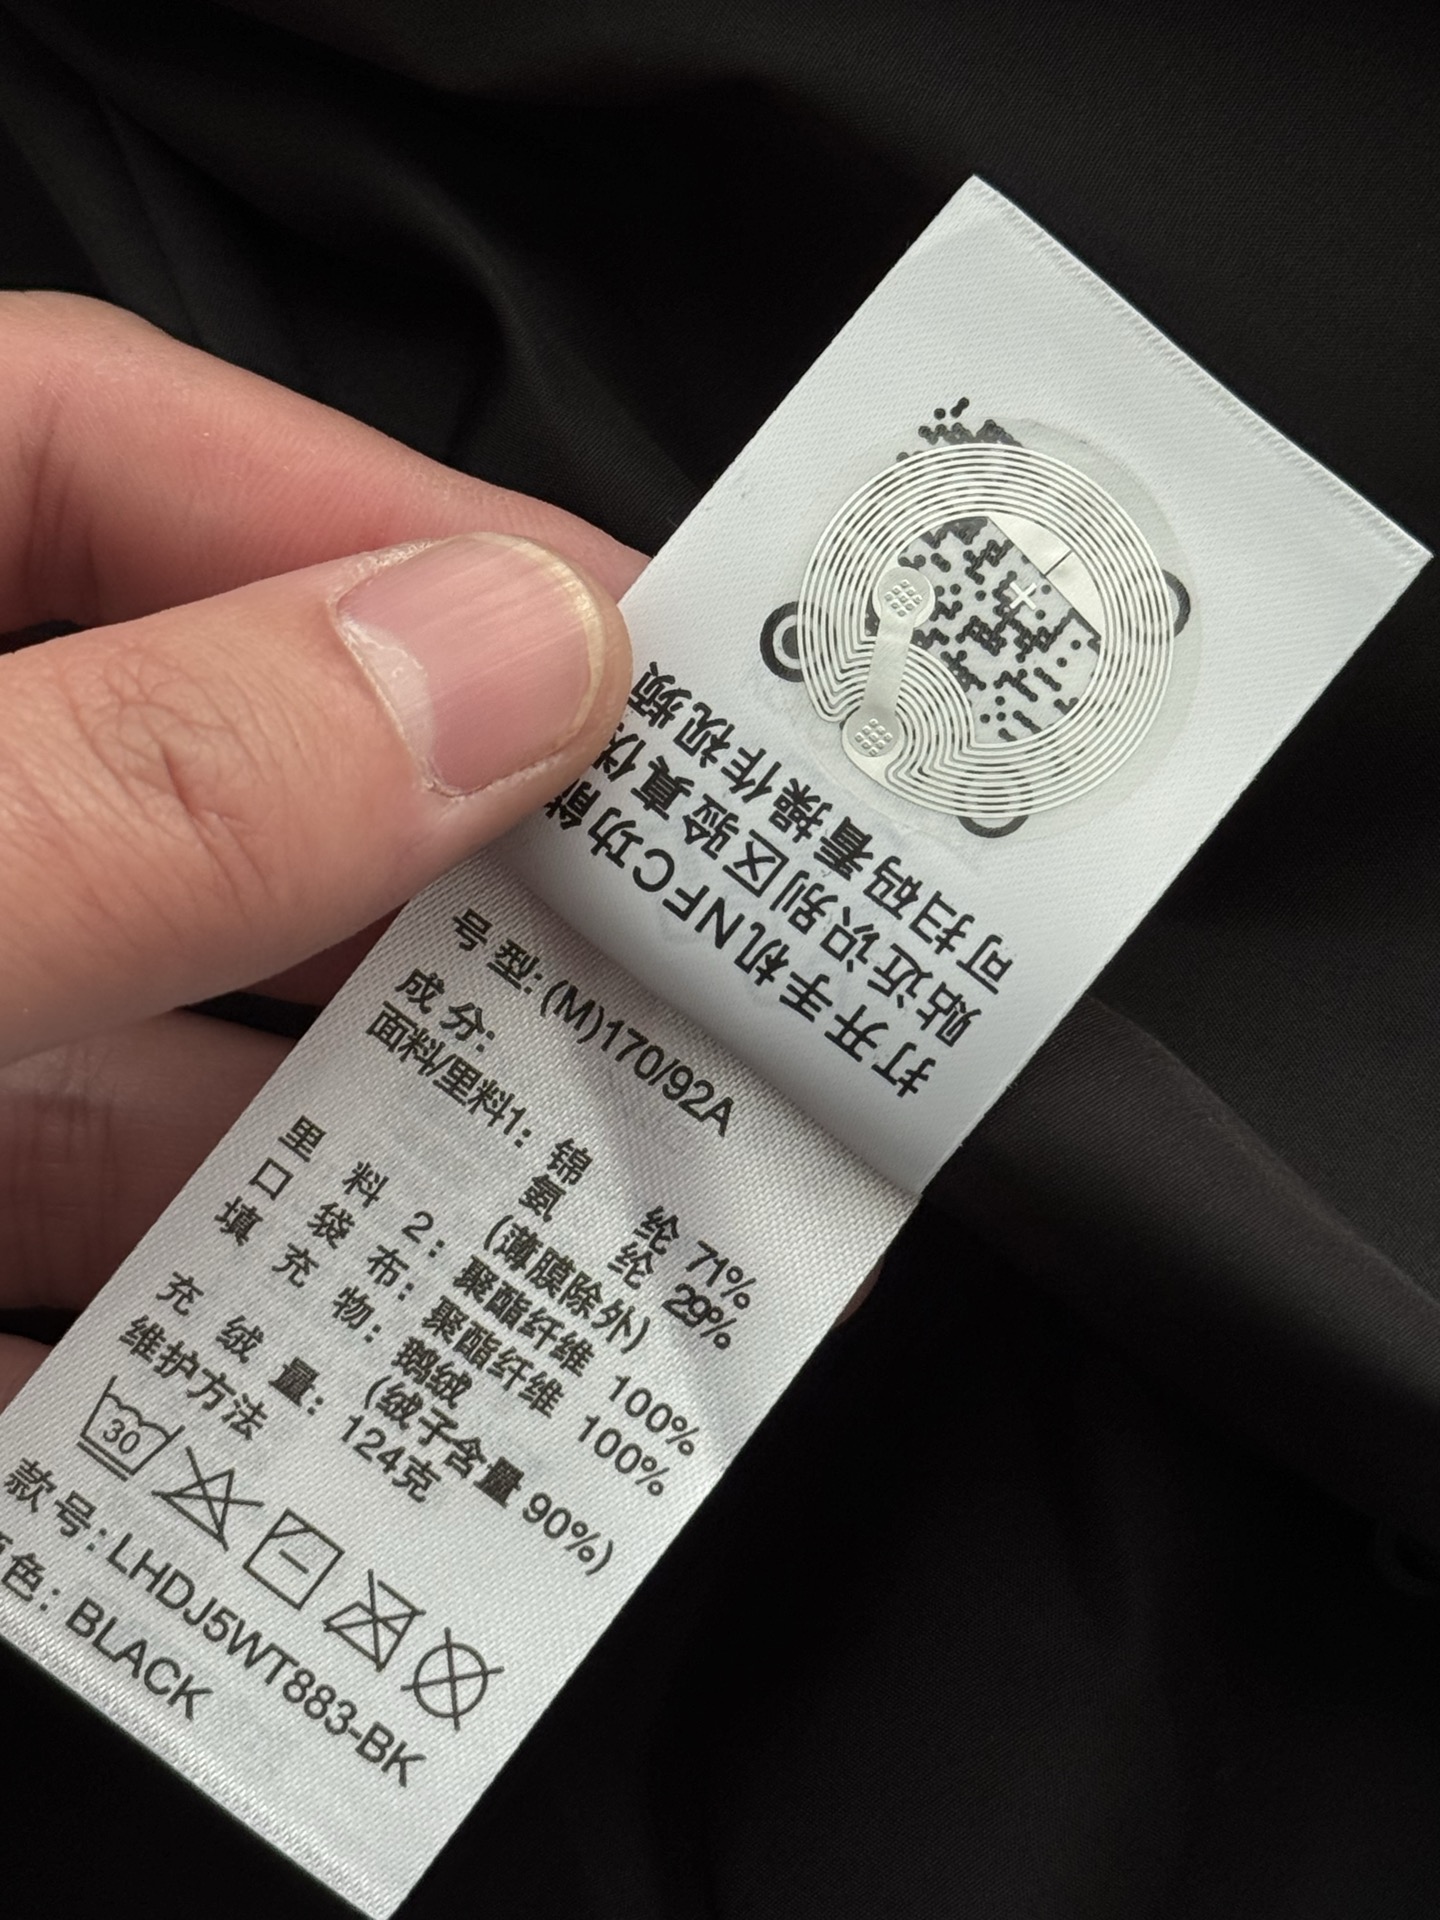 打开手机NFC功能
贴近识别区验真伪
可扫码看操作视频
号 型: (M)170/92A
成 分:
面料/里料1: 锦 纶 71%
氨 纶 29%
(薄膜除外)
里 料 2: 聚酯纤维 100%
口 袋 布: 聚酯纤维 100%
填 充 物: 鹅绒
(绒子含量 90%)
充 绒 量: 124克
维护方法
30
款号: LHDJ5WT883-BK
色: BLACK